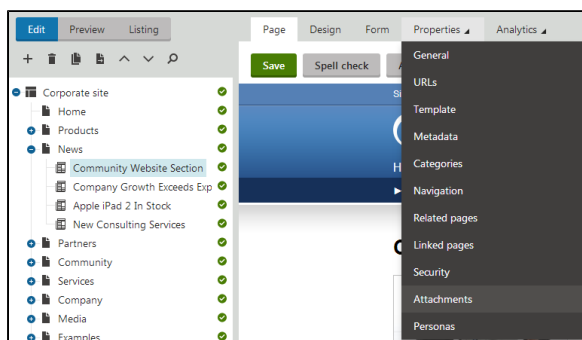 Edit Preview Listing
Page Design Form Properties Analytics
Save Spell check
Corporate site
Home
Products
News
Community Website Section
Company Growth Exceeds Exp
Apple iPad 2 In Stock
New Consulting Services
Partners
Community
Services
Company
Media
Examples
General
URLs
Template
Metadata
Categories
Navigation
Related pages
Linked pages
Security
Attachments
Personas